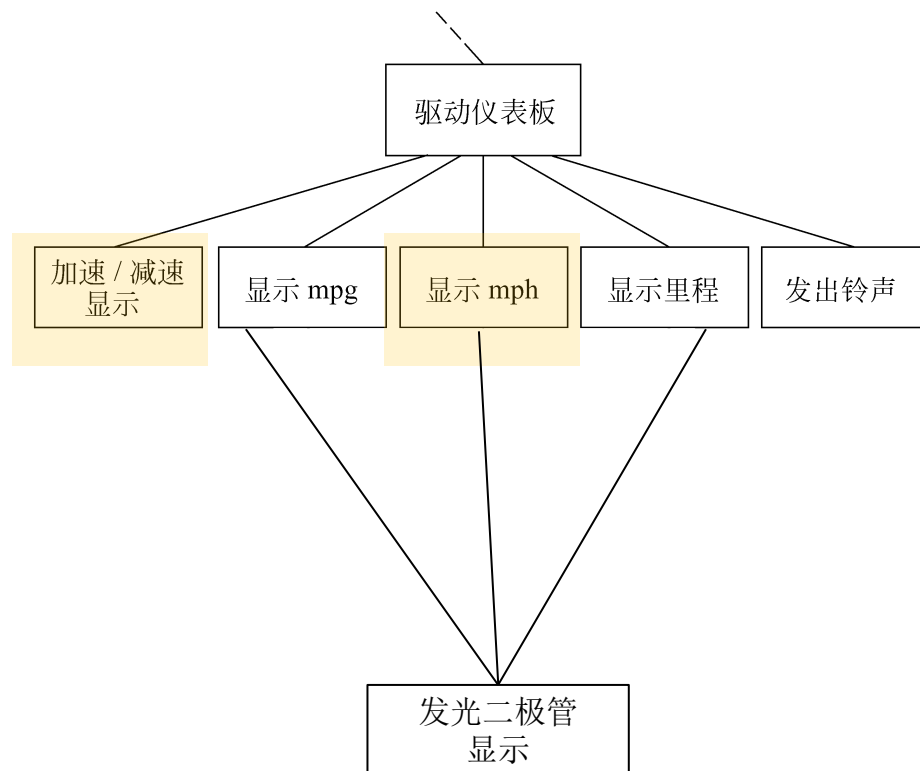 驱动仪表板
加速 / 减速
显示
显示 mpg
显示 mph
显示里程
发出铃声
发光二极管
显示